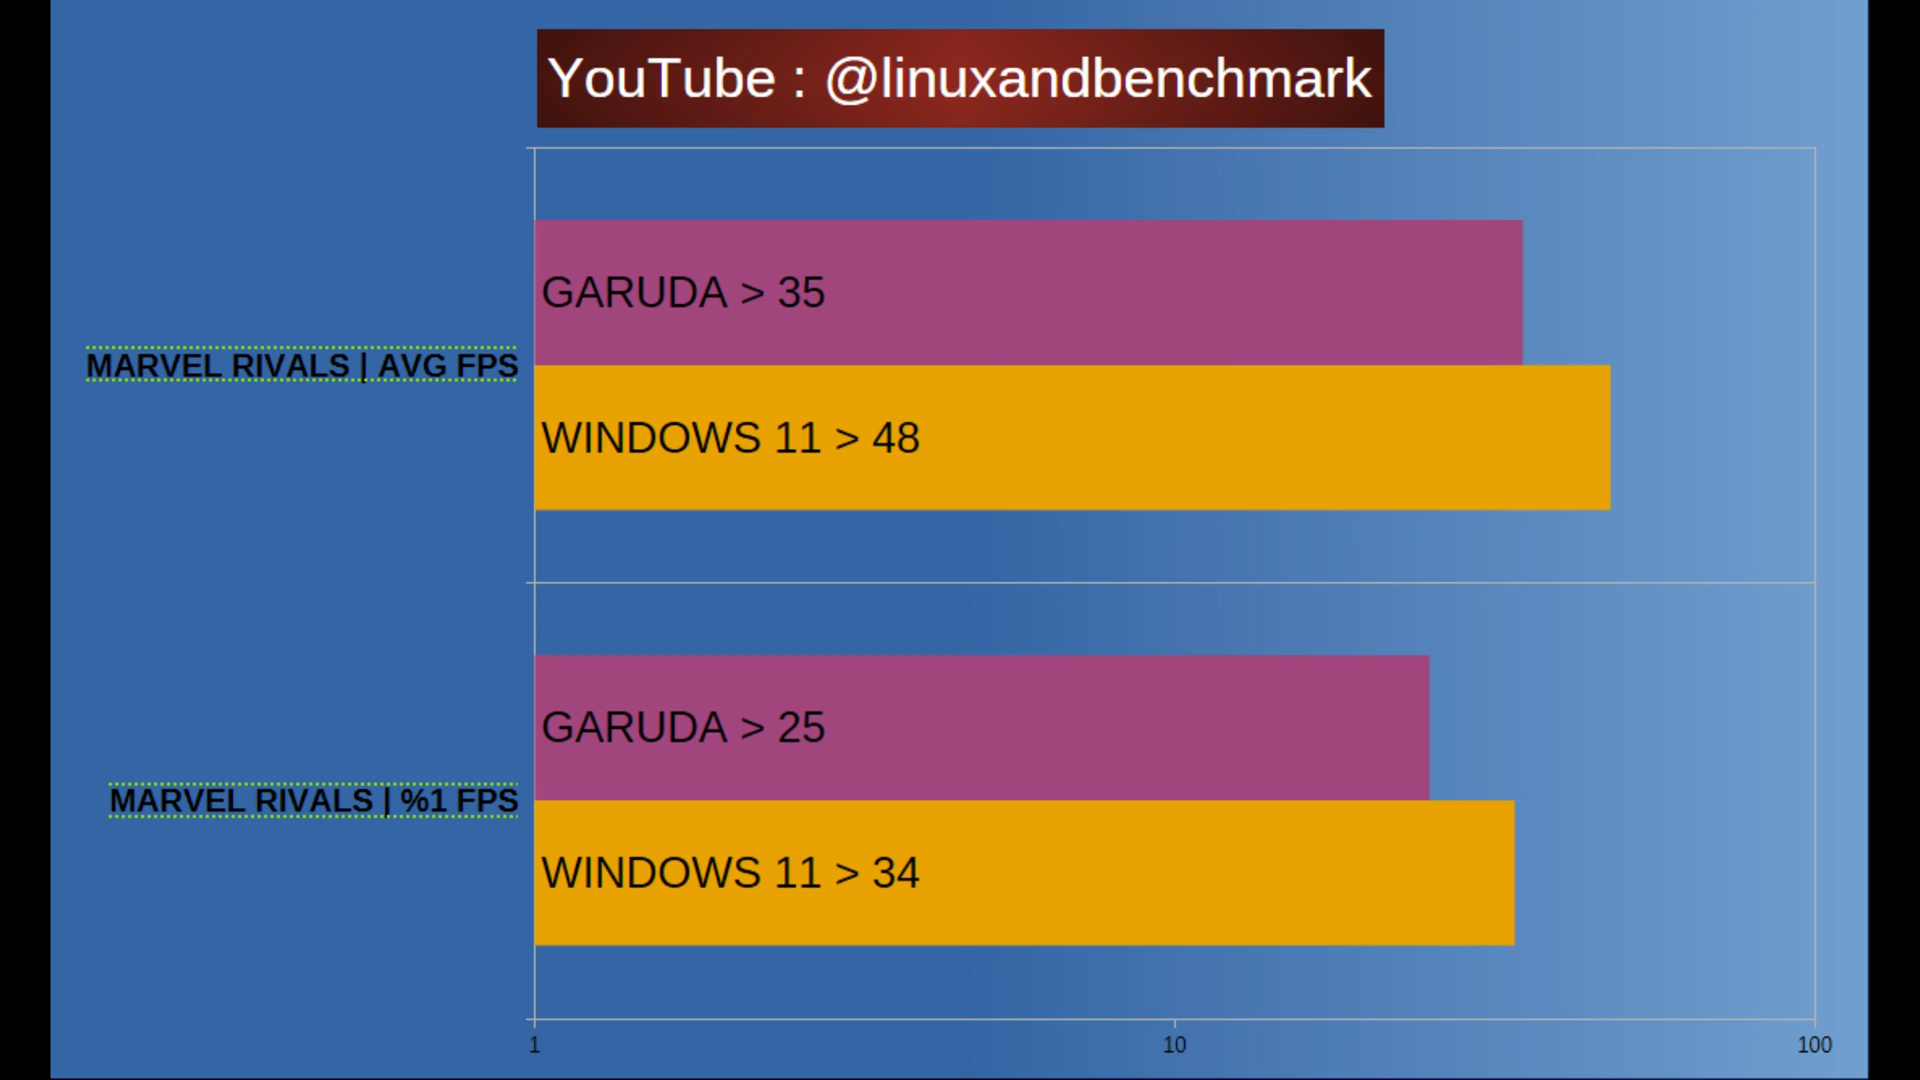 YouTube : @linuxandbenchmark
GARUDA > 35
MARVEL RIVALS | AVG FPS
WINDOWS 11 > 48
GARUDA > 25
MARVEL RIVALS | %1 FPS
WINDOWS 11 > 34
1 10 100